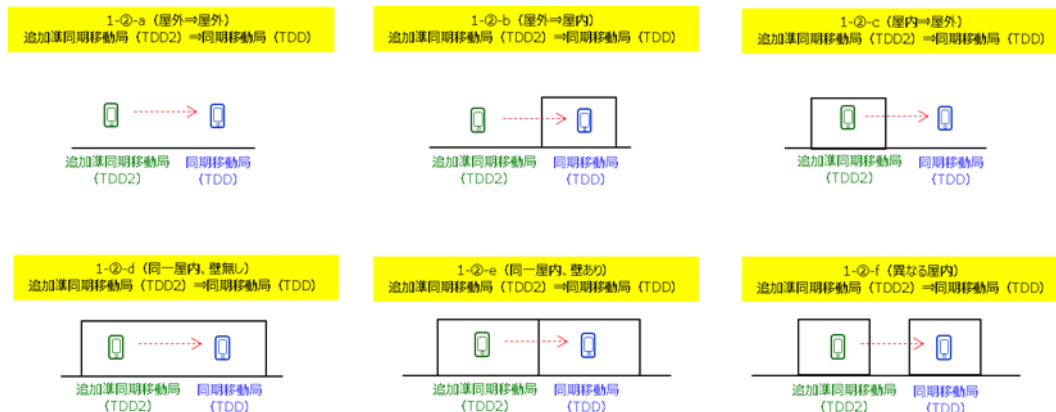 1-②-a（屋外⇒屋外）
追加準同期移動局（TDD2）⇒同期移動局（TDD）
追加準同期移動局
（TDD2）
同期移動局
（TDD）
1-②-b（屋外⇒屋内）
追加準同期移動局（TDD2）⇒同期移動局（TDD）
追加準同期移動局
（TDD2）
同期移動局
（TDD）
1-②-c（屋内⇒屋外）
追加準同期移動局（TDD2）⇒同期移動局（TDD）
追加準同期移動局
（TDD2）
同期移動局
（TDD）
1-②-d（同一屋内、壁無し）
追加準同期移動局（TDD2）⇒同期移動局（TDD）
追加準同期移動局
（TDD2）
同期移動局
（TDD）
1-②-e（同一屋内、壁あり）
追加準同期移動局（TDD2）⇒同期移動局（TDD）
追加準同期移動局
（TDD2）
同期移動局
（TDD）
1-②-f（異なる屋内）
追加準同期移動局（TDD2）⇒同期移動局（TDD）
追加準同期移動局
（TDD2）
同期移動局
（TDD）